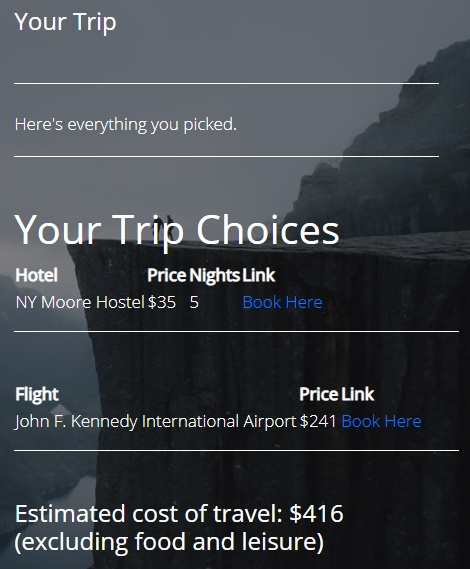 Your Trip
Here's everything you picked.
Your Trip Choices
Hotel Price Nights Link
NY Moore Hostel $35 5 Book Here
Flight Price Link
John F. Kennedy International Airport $241 Book Here
Estimated cost of travel: $416
(excluding food and leisure)